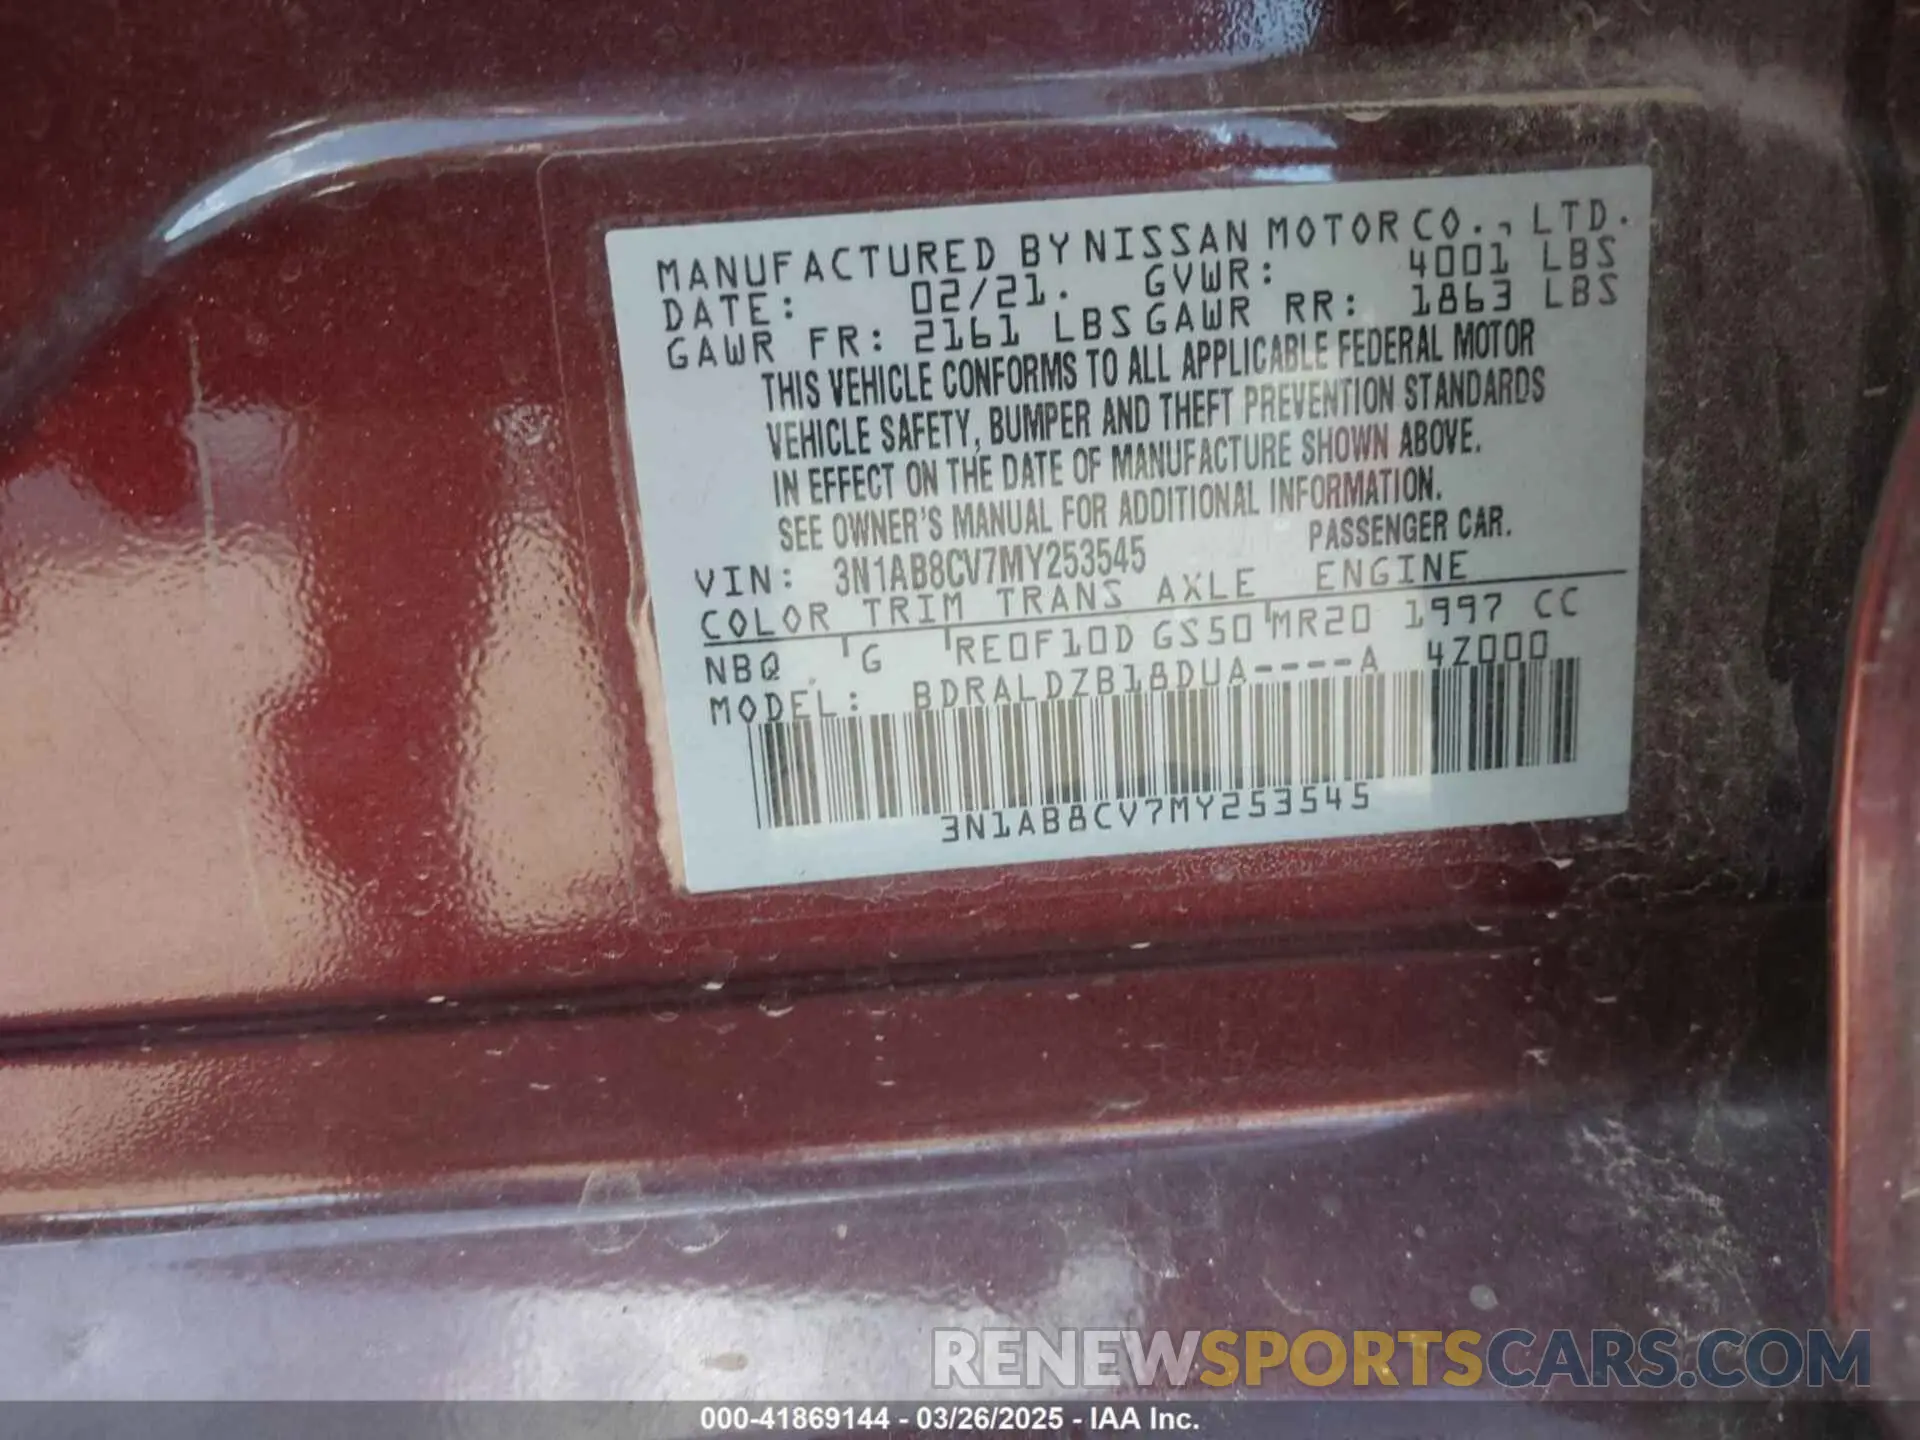 MANUFACTURED BY NISSAN MOTOR CO., LTD.
DATE: 02/21. GVWR: 4001 LBS
GAWR FR: 2161 LBS GAWR RR: 1863 LBS
THIS VEHICLE CONFORMS TO ALL APPLICABLE FEDERAL MOTOR
VEHICLE SAFETY, BUMPER AND THEFT PREVENTION STANDARDS
IN EFFECT ON THE DATE OF MANUFACTURE SHOWN ABOVE.
SEE OWNER'S MANUAL FOR ADDITIONAL INFORMATION.
VIN: 3N1AB8CV7MY253545 PASSENGER CAR.
COLOR TRIM TRANS AXLE ENGINE
NBQ G RE0F10D GS50 MR20 1997 CC
MODEL: BDRALDZB18DUA----A 4Z000
3N1AB8CV7MY253545
RENEWSPORTSCARS.COM
000-41869144 - 03/26/2025 - IAA Inc.